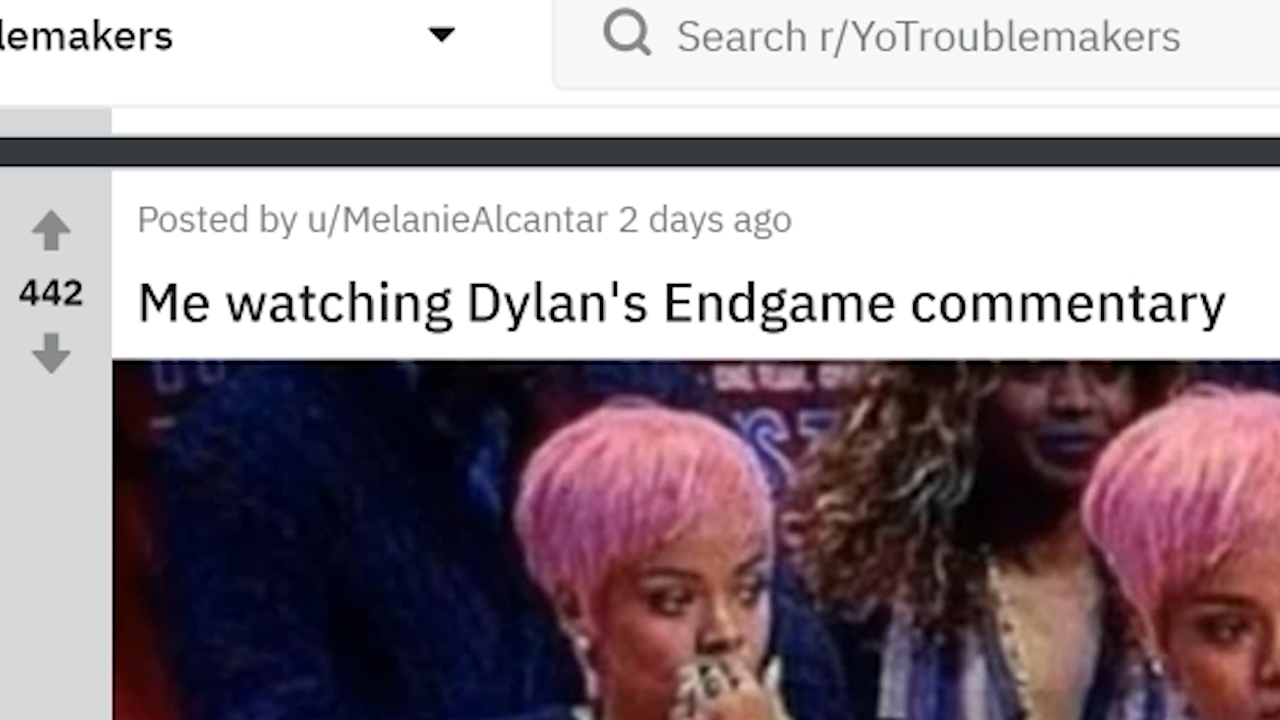 lemakers
Search r/YoTroublemakers
Posted by u/MelanieAlcantar 2 days ago
442
Me watching Dylan's Endgame commentary